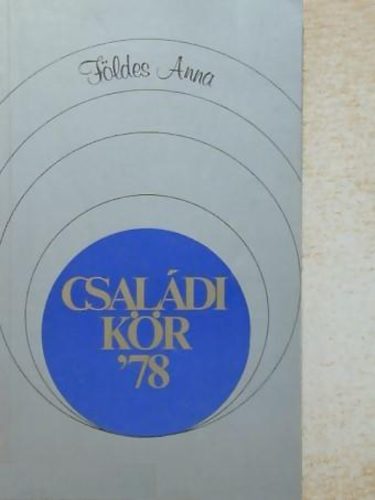 Földes Anna
CSALÁDI
KÖR
'78